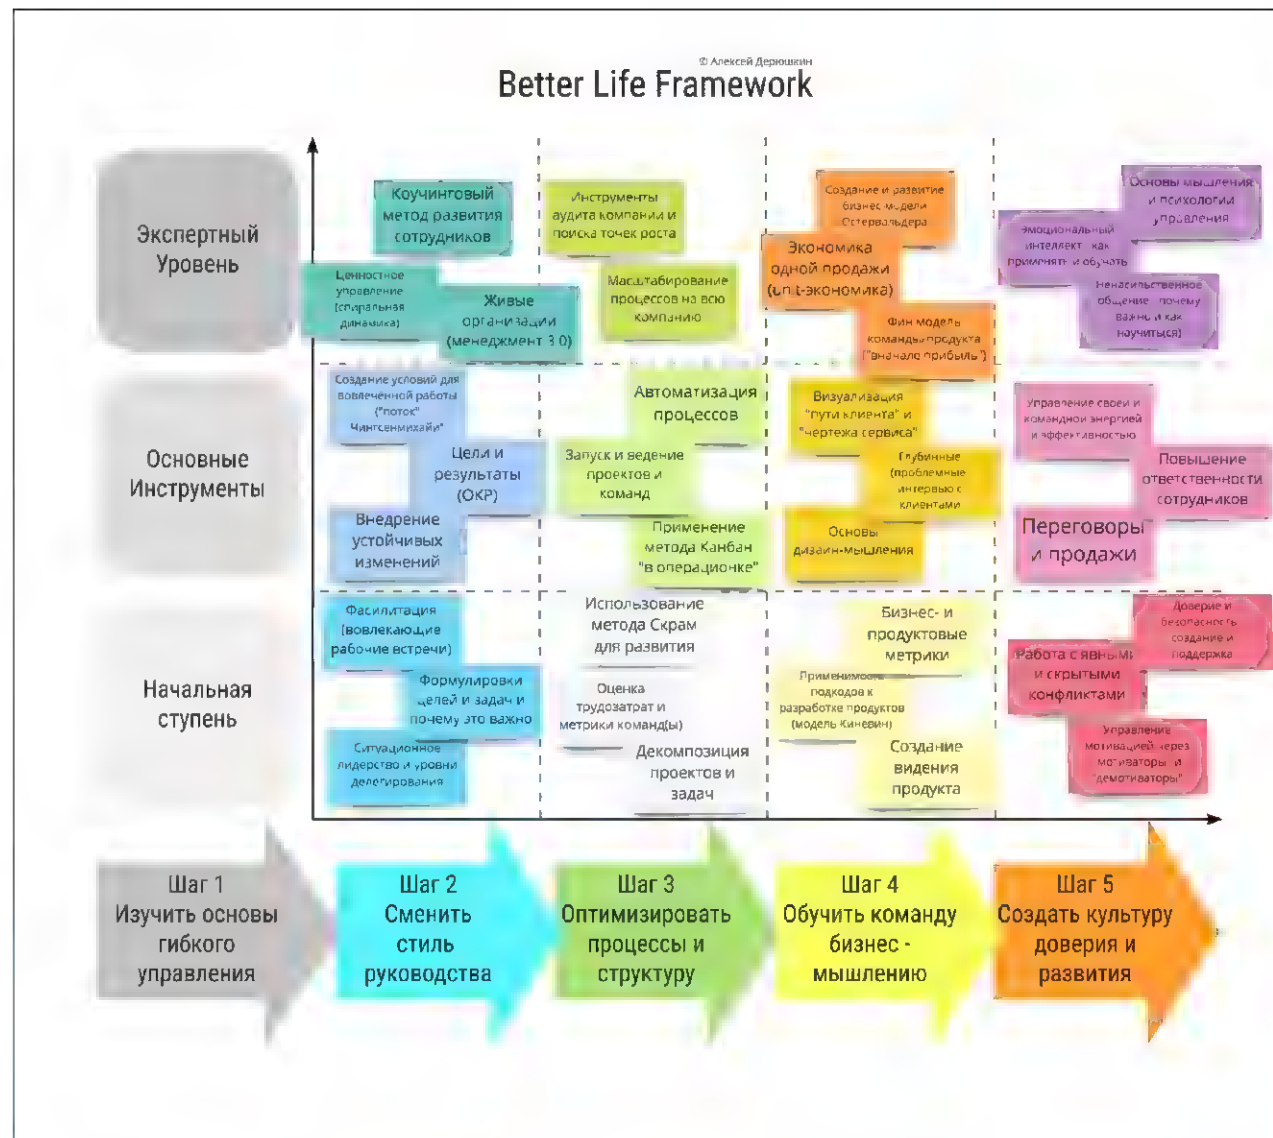 © Алексей Дерюшкин
Better Life Framework
Экспертный
Уровень
Коучинговый
метод развития
сотрудников
Ценностное
управление
(спиральная
динамика)
Живые
организации
(менеджмент 3.0)
Инструменты
аудита компании и
поиска точек роста
Масштабирование
процессов на всю
компанию
Создание и развитие
бизнес-модели
Остервальдера
Экономика
одной продажи
(unit-экономика)
Фин модель
команды продукта
("вначале прибыль")
Основы мышления
и психологии
управления
Эмоциональный
интеллект - как
применять и обучать
Ненасильственное
общение - почему
важно и как
научиться)
Основные
Инструменты
Создание условий для
вовлеченной работы
("поток"
Чиксенмихайи"
Цели и
результаты
(ОКР)
Внедрение
устойчивых
изменений
Автоматизация
процессов
Запуск и ведение
проектов и
команд
Применение
метода Канбан
"в операционке"
Визуализация
"пути клиента" и
"чертежа сервиса"
Глубинные
(проблемные
интервью с
клиентами
Основы
дизайн-мышления
Управление своей и
командной энергией
и эффективностью
Повышение
ответственности
сотрудников
Переговоры
и продажи
Начальная
ступень
Фасилитация
(вовлекающие
рабочие встречи)
Формулировки
целей и задач и
почему это важно
Ситуационное
лидерство и уровни
делегирования
Использование
метода Скрам
для развития
Оценка
трудозатрат и
метрики команд(ы)
Декомпозиция
проектов и
задач
Бизнес- и
продуктовые
метрики
Применимость
подходов к
разработке продуктов
(модель Киневин)
Создание
видения
продукта
Доверие и
безопасность
создание и
поддержка
Работа с явными
и скрытыми
конфликтами
Управление
мотивацией через
мотиваторы и
"демотиваторы"
Шаг 1
Изучить основы
гибкого
управления
Шаг 2
Сменить
стиль
руководства
Шаг 3
Оптимизировать
процессы и
структуру
Шаг 4
Обучить команду
бизнес -
мышлению
Шаг 5
Создать культуру
доверия и
развития